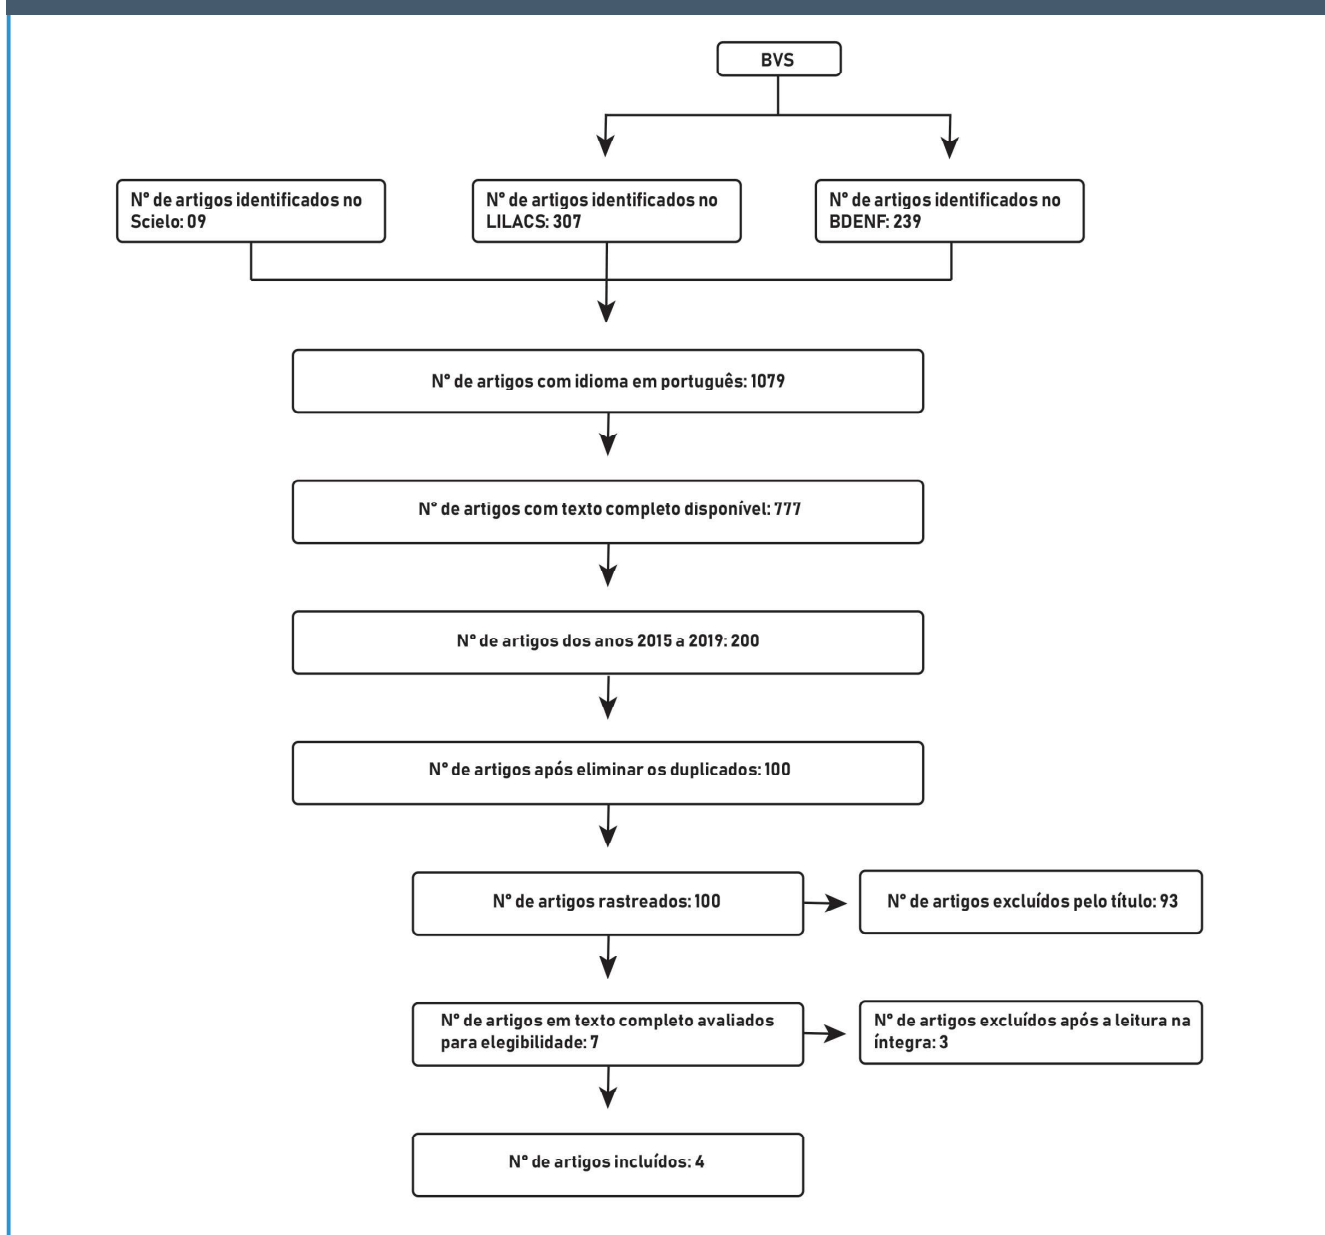 BVS
N° de artigos identificados no
Scielo: 09
N° de artigos identificados no
LILACS: 307
N° de artigos identificados no
BDENF: 239
N° de artigos com idioma em português: 1079
N° de artigos com texto completo disponível: 777
N° de artigos dos anos 2015 a 2019: 200
N° de artigos após eliminar os duplicados: 100
N° de artigos rastreados: 100
N° de artigos excluídos pelo título: 93
N° de artigos em texto completo avaliados
para elegibilidade: 7
N° de artigos excluídos após a leitura na
íntegra: 3
N° de artigos incluídos: 4